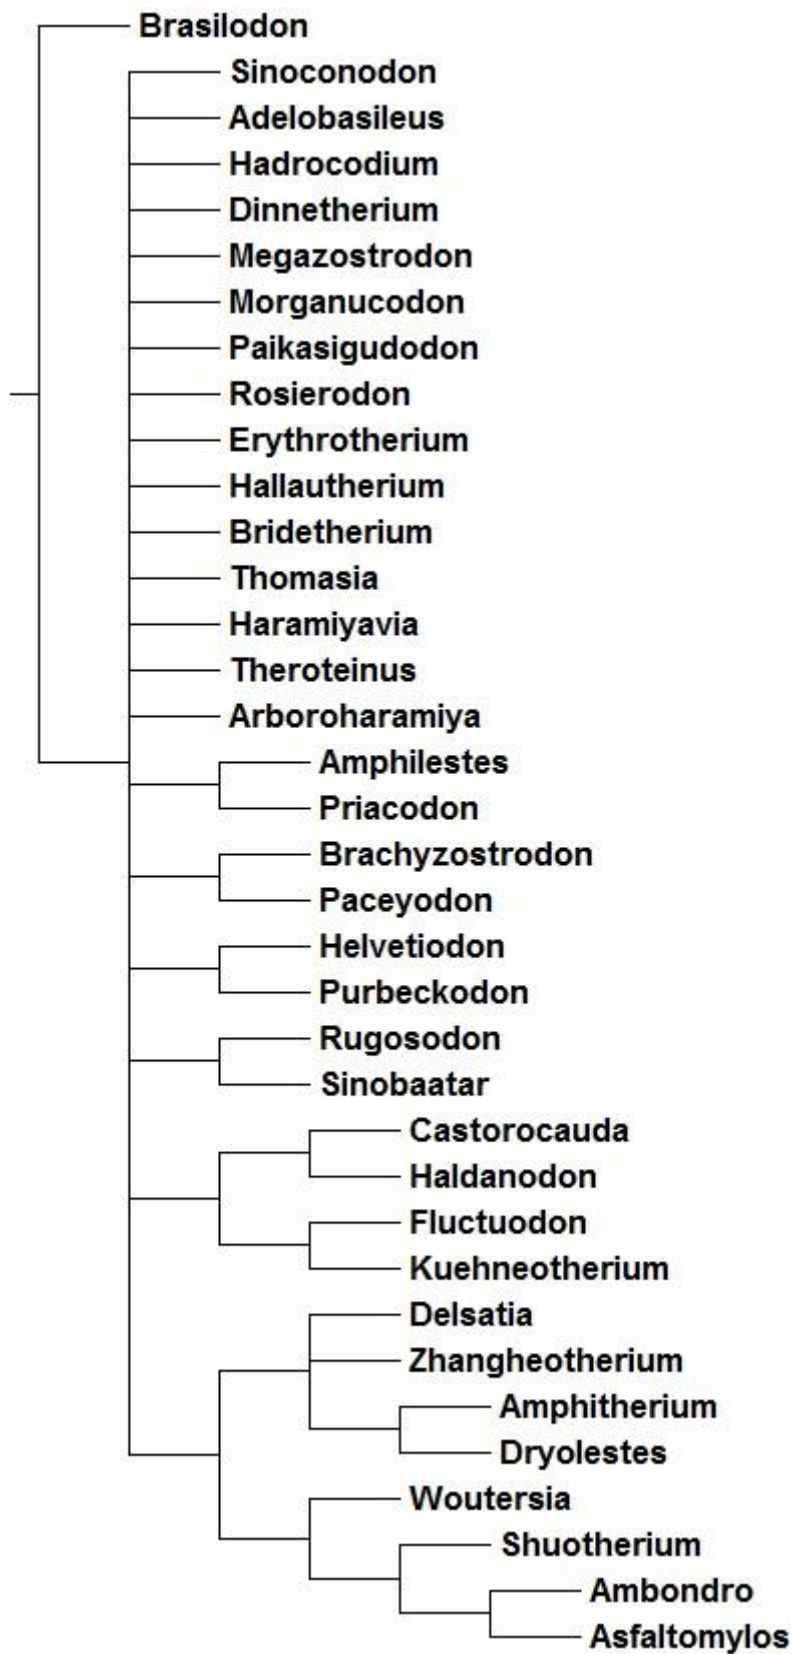 Brasilodon
Sinoconodon
Adelobasileus
Hadrocodium
Dinnetherium
Megazostrodon
Morganucodon
Paikasigudodon
Rosierodon
Erythrotherium
Hallautherium
Bridetherium
Thomasia
Haramiyavia
Theroteinus
Arboroharamiya
Amphilestes
Priacodon
Brachyzostrodon
Paceyodon
Helvetiodon
Purbeckodon
Rugosodon
Sinobaatar
Castorocauda
Haldanodon
Fluctuodon
Kuehneotherium
Delsatia
Zhangheotherium
Amphitherium
Dryolestes
Woutersia
Shuotherium
Ambondro
Asfaltomylos